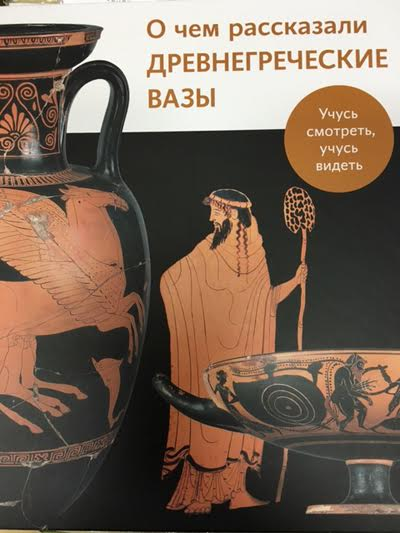 О чем рассказали
ДРЕВНЕГРЕЧЕСКИЕ
ВАЗЫ
Учусь
смотреть,
учусь
видеть